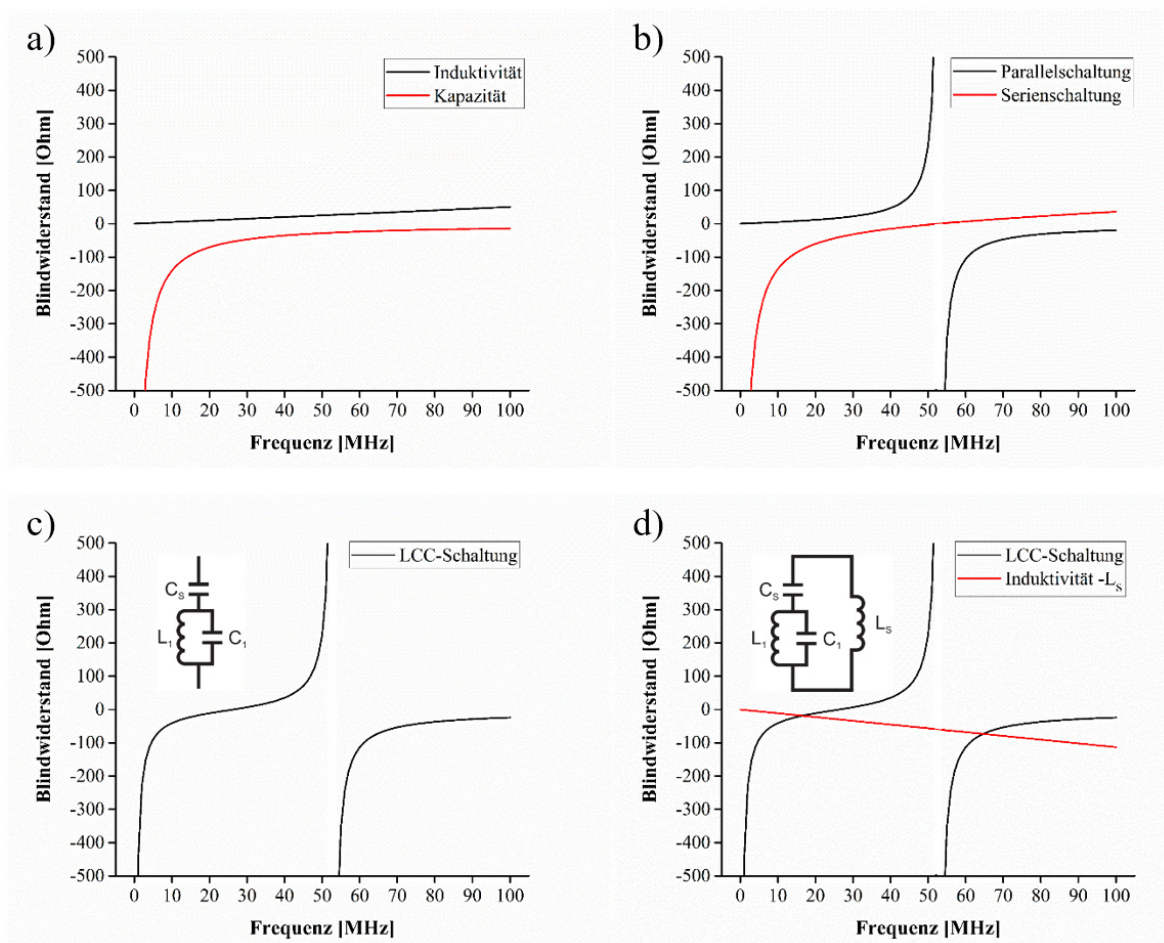 a)
500
400
300
200
100
0
-100
-200
-300
-400
-500
0 10 20 30 40 50 60 70 80 90 100
Blindwiderstand [Ohm]
Frequenz [MHz]
Induktivität
Kapazität
b)
500
400
300
200
100
0
-100
-200
-300
-400
-500
0 10 20 30 40 50 60 70 80 90 100
Blindwiderstand [Ohm]
Frequenz [MHz]
Parallelschaltung
Serienschaltung
c)
500
400
300
200
100
0
-100
-200
-300
-400
-500
0 10 20 30 40 50 60 70 80 90 100
Blindwiderstand [Ohm]
Frequenz [MHz]
LCC-Schaltung
CS
L1
C1
d)
500
400
300
200
100
0
-100
-200
-300
-400
-500
0 10 20 30 40 50 60 70 80 90 100
Blindwiderstand [Ohm]
Frequenz [MHz]
LCC-Schaltung
Induktivität -LS
CS
L1
C1
LS